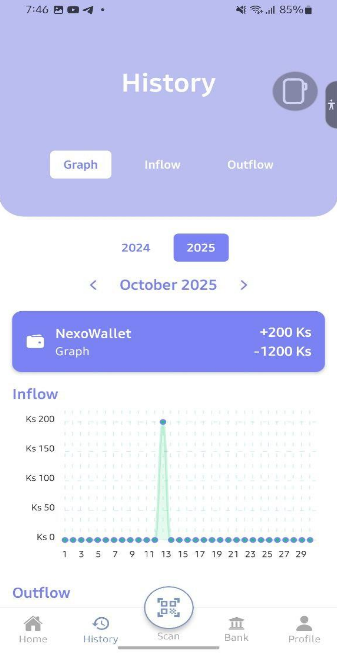 7:46 85%
History
Graph Inflow Outflow
2024 2025
< October 2025 >
NexoWallet +200 Ks
Graph -1200 Ks
Inflow
Ks 200
Ks 150
Ks 100
Ks 50
Ks 0
1 3 5 7 9 11 13 15 17 19 21 23 25 27 29
Outflow
Home History Scan Bank Profile